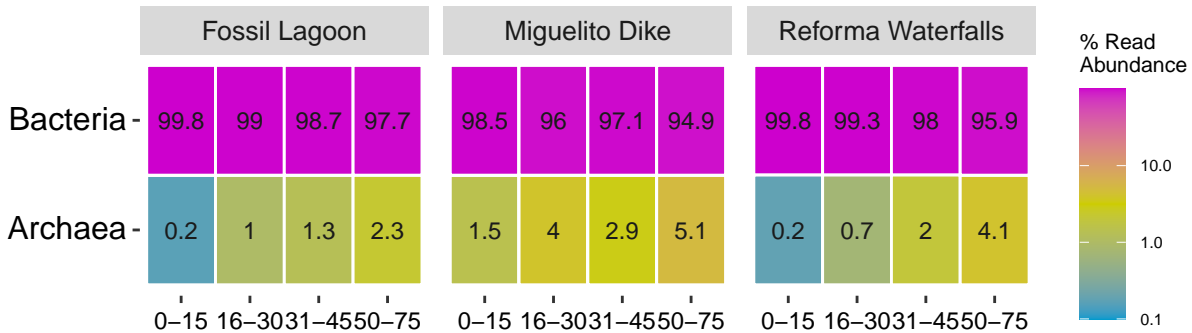 Fossil Lagoon Miguelito Dike Reforma Waterfalls
% Read
Abundance
Bacteria 99.8 99 98.7 97.7 98.5 96 97.1 94.9 99.8 99.3 98 95.9
10.0
Archaea 0.2 1 1.3 2.3 1.5 4 2.9 5.1 0.2 0.7 2 4.1
1.0
0.1
0–15 16–30 31–45 50–75 0–15 16–30 31–45 50–75 0–15 16–30 31–45 50–75